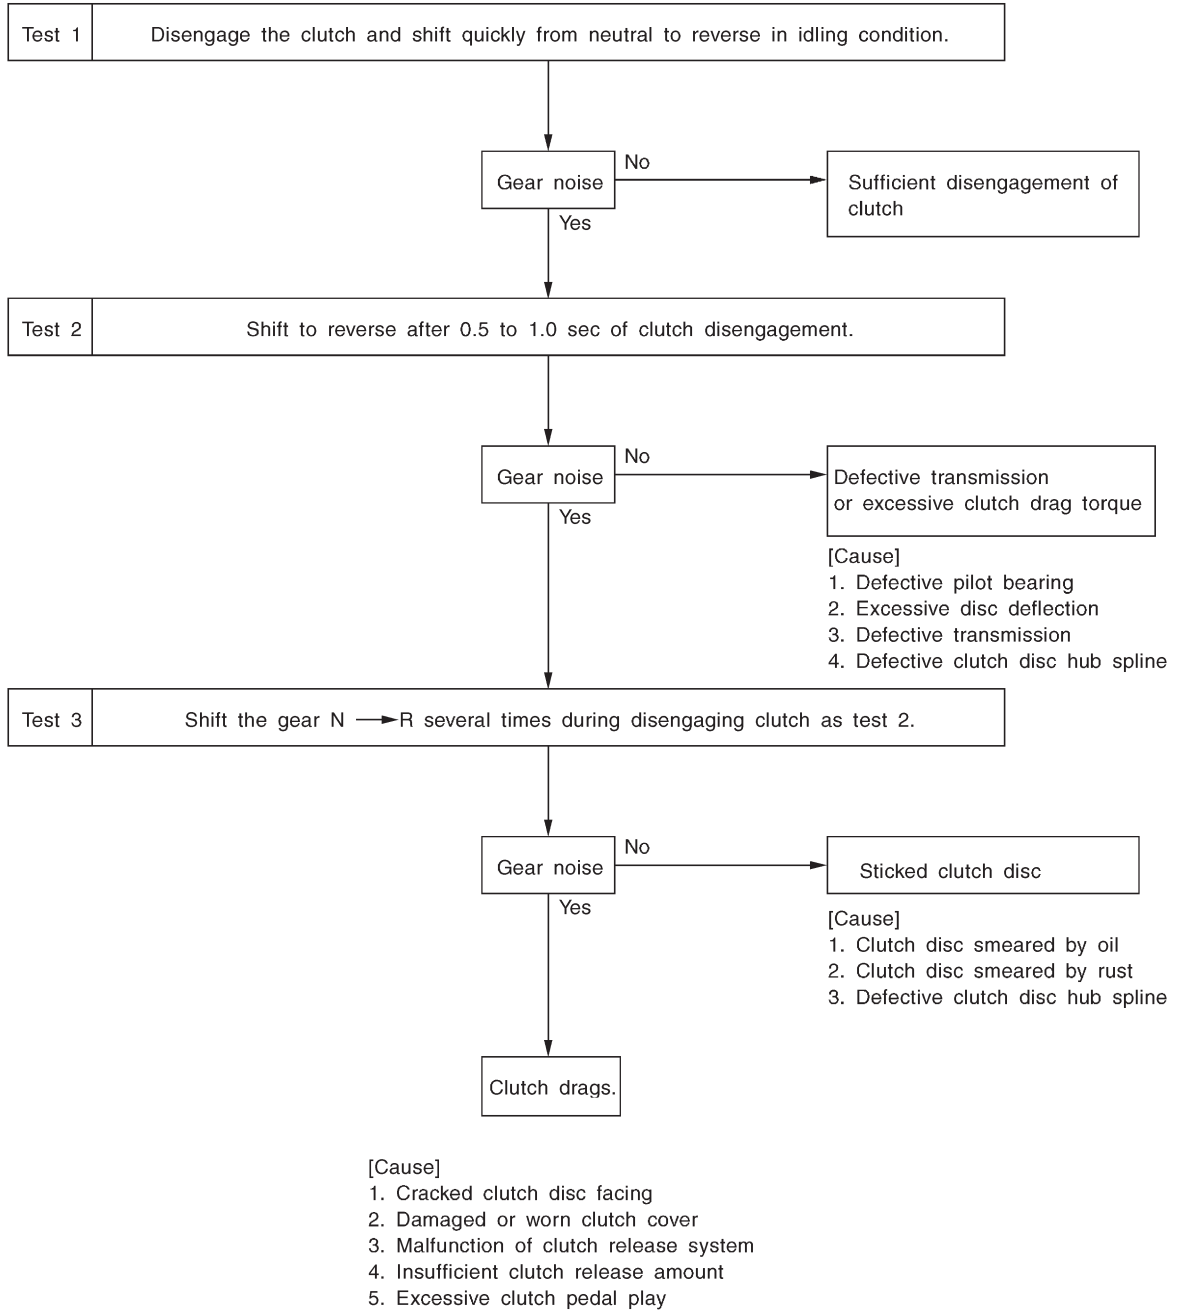 Test 1
Disengage the clutch and shift quickly from neutral to reverse in idling condition.
Gear noise
No
Sufficient disengagement of
clutch
Yes
Test 2
Shift to reverse after 0.5 to 1.0 sec of clutch disengagement.
Gear noise
No
Defective transmission
or excessive clutch drag torque
Yes
[Cause]
1. Defective pilot bearing
2. Excessive disc deflection
3. Defective transmission
4. Defective clutch disc hub spline
Test 3
Shift the gear N → R several times during disengaging clutch as test 2.
Gear noise
No
Sticked clutch disc
Yes
[Cause]
1. Clutch disc smeared by oil
2. Clutch disc smeared by rust
3. Defective clutch disc hub spline
Clutch drags.
[Cause]
1. Cracked clutch disc facing
2. Damaged or worn clutch cover
3. Malfunction of clutch release system
4. Insufficient clutch release amount
5. Excessive clutch pedal play